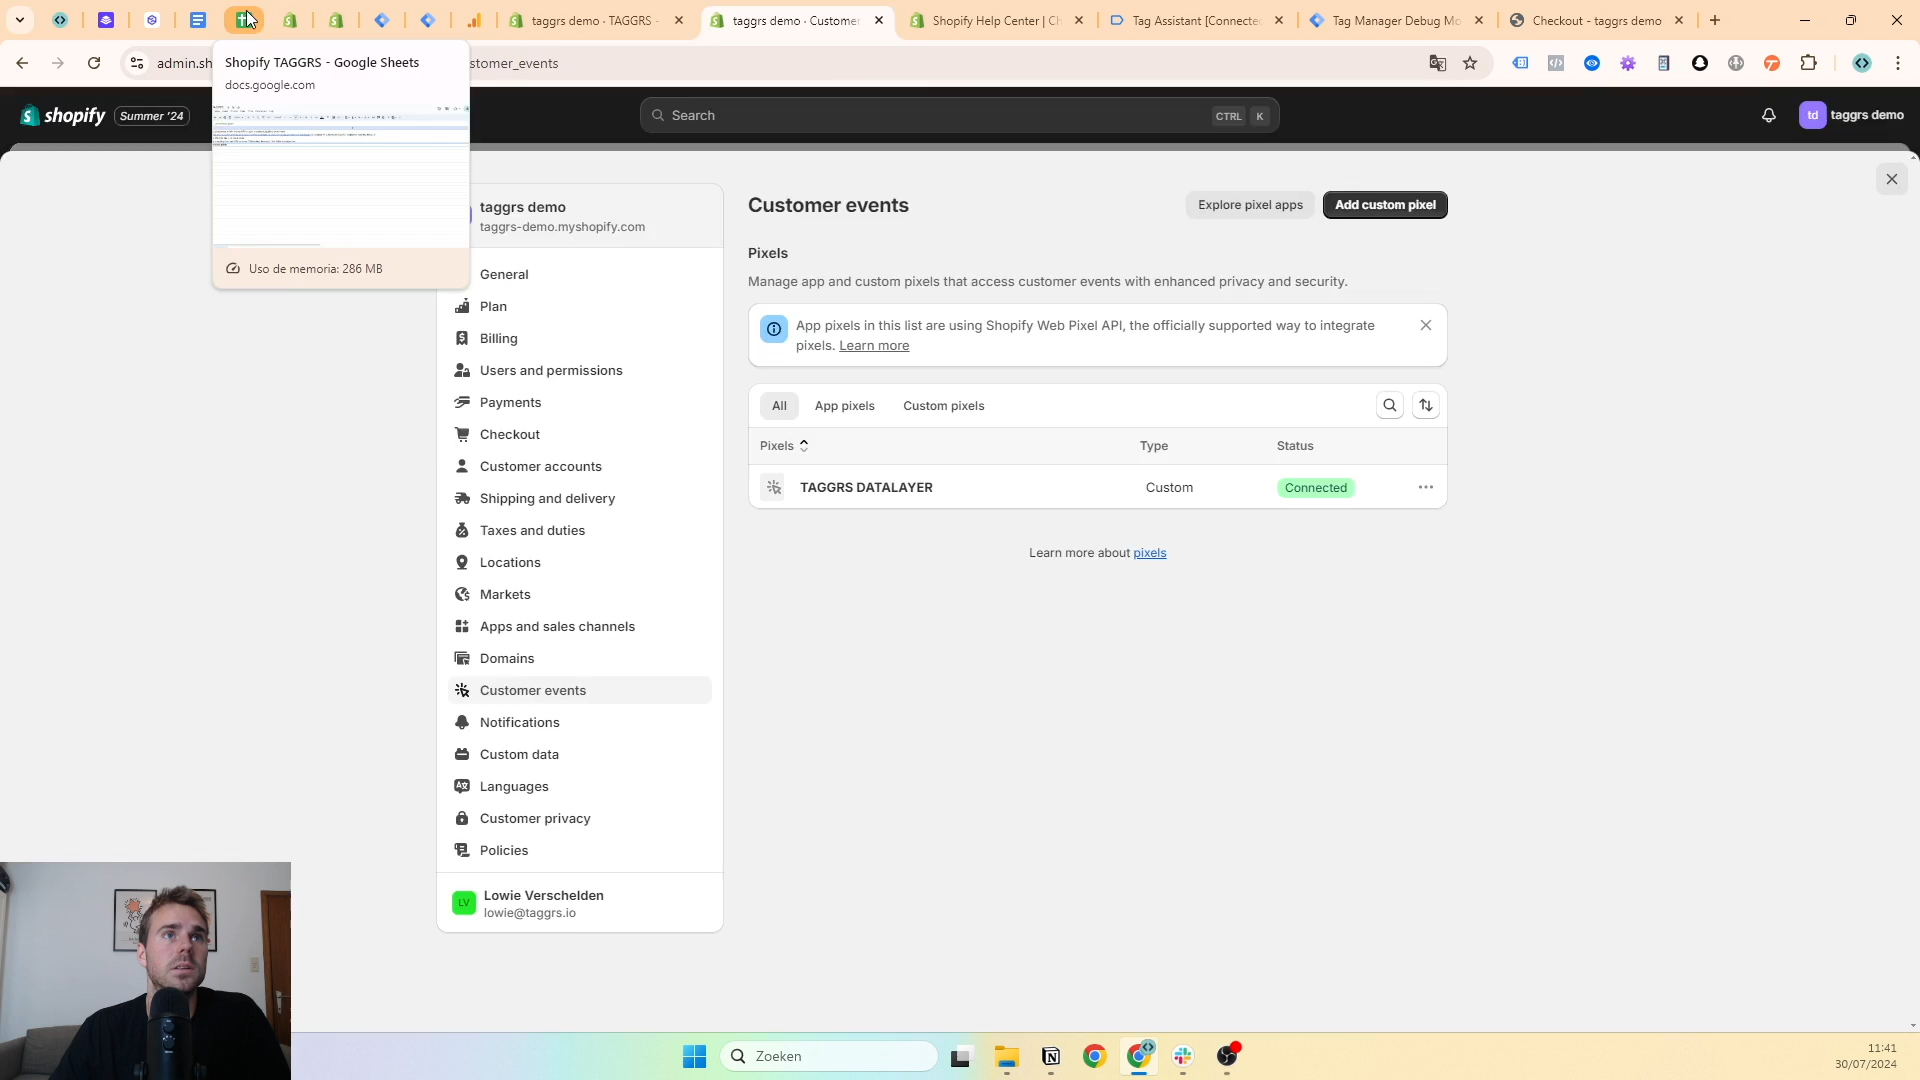 taggrs demo · TAGGRS -
taggrs demo · Customer
Shopify Help Center | Ch
Tag Assistant [Connected
Tag Manager Debug Mo
Checkout - taggrs demo
admin.sh
stomer_events
Shopify TAGGRS - Google Sheets
docs.google.com
Uso de memoria: 286 MB
shopify
Summer '24
Search
CTRL
K
td
taggrs demo
taggrs demo
taggrs-demo.myshopify.com
General
Plan
Billing
Users and permissions
Payments
Checkout
Customer accounts
Shipping and delivery
Taxes and duties
Locations
Markets
Apps and sales channels
Domains
Customer events
Notifications
Custom data
Languages
Customer privacy
Policies
LV
Lowie Verschelden
lowie@taggrs.io
Customer events
Explore pixel apps
Add custom pixel
Pixels
Manage app and custom pixels that access customer events with enhanced privacy and security.
App pixels in this list are using Shopify Web Pixel API, the officially supported way to integrate
pixels. Learn more
All
App pixels
Custom pixels
Pixels
Type
Status
TAGGRS DATALAYER
Custom
Connected
Learn more about pixels
Zoeken
11:41
30/07/2024